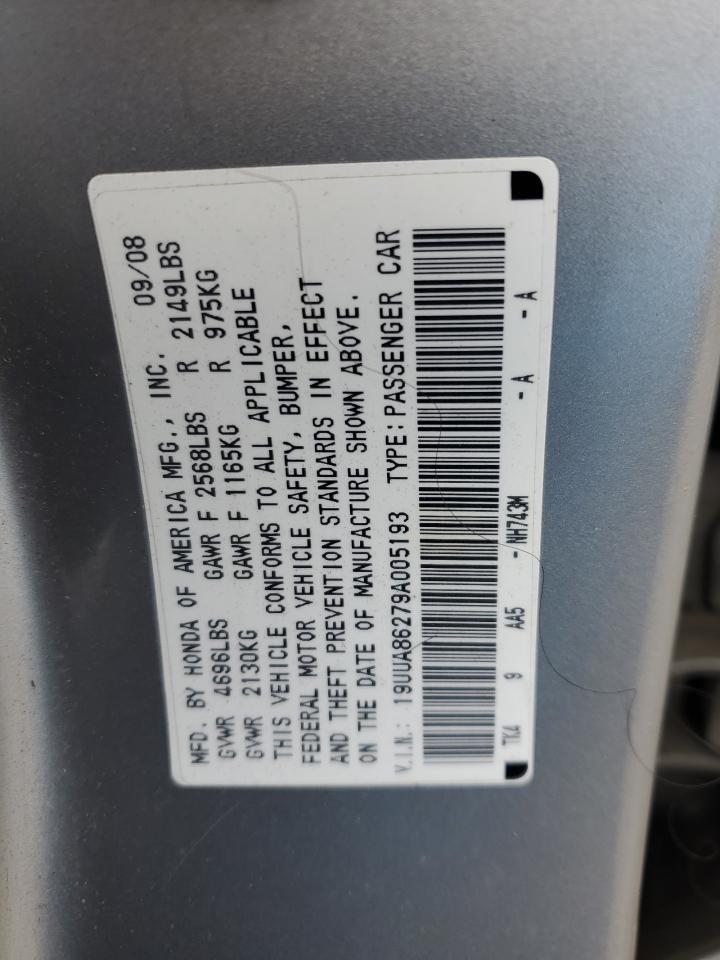 MFD. BY HONDA OF AMERICA MFG., INC. 09/08
GVWR 4696LBS GAWR F 2568LBS R 2149LBS
GVWR 2130KG GAWR F 1165KG R 975KG
THIS VEHICLE CONFORMS TO ALL APPLICABLE
FEDERAL MOTOR VEHICLE SAFETY, BUMPER,
AND THEFT PREVENTION STANDARDS IN EFFECT
ON THE DATE OF MANUFACTURE SHOWN ABOVE.
V.I.N.: 19UUA86279A005193 TYPE:PASSENGER CAR
TK4 9 AA5 -NH743M -A -A